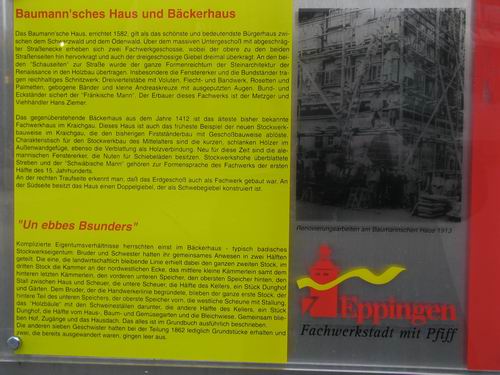 Baumann'sches Haus und Bäckerhaus
Das Baumann'sche Haus, errichtet 1582, gilt als das schönste und bedeutendste Bürgerhaus zwi-
schen dem Schwarzwald und dem Odenwald. Über dem massiven Untergeschoß mit abgeschräg-
ter Straßenecke erheben sich zwei Fachwerkgeschosse, wobei der obere zu den beiden
Straßenseiten hin hervorkragt und auch der dreigeschossige Giebel dreimal überkragt. An den bei-
den "Schauseiten" zur Straße wurde der ganze Formenreichtum der Steinarchitektur der
Renaissance in den Holzbau übertragen. Insbesondere die Fenstererker und die Bundständer tra-
gen reichhaltiges Schnitzwerk: Dreiviertelstäbe mit Voluten, Flecht- und Bandwerk, Rosetten und
Palmetten, gebogene Bänder und kleine Andreaskreuze mit ausgeputzten Augen. Bund- und
Eckständer sichert der "Fränkische Mann". Der Erbauer dieses Fachwerks ist der Metzger und
Viehhändler Hans Ziemer.
Das gegenüberstehende Bäckerhaus aus dem Jahre 1412 ist das älteste bisher bekannte
Fachwerkhaus im Kraichgau. Dieses Haus ist auch das früheste Beispiel der neuen Stockwerk-
bauweise im Kraichgau, die den bisherigen Firstständerbau mit Geschoßbauweise ablöste.
Charakteristisch für den Stockwerkbau des Mittelalters sind die kurzen, schlanken Hölzer im
Außenwandgefüge, ebenso die Verblattung als Holzverbindung. Neu für diese Zeit sind die ale-
mannischen Fenstererker, die Nuten für Schiebeläden besitzen. Stockwerkshohe überblattete
Streben und der "Schwäbische Mann" gehören zur Formensprache des Fachwerks der ersten
Hälfte des 15. Jahrhunderts.
An der rechten Traufseite erkennt man, daß das Erdgeschoß auch als Fachwerk gebaut war. An
der Südseite besitzt das Haus einen Doppelgiebel, der als Schwebegiebel konstruiert ist.
"Un ebbes Bsunders"
Komplizierte Eigentumsverhältnisse herrschten einst im Bäckerhaus - typisch badisches
Stockwerkseigentum: Bruder und Schwester hatten ihr gemeinsames Anwesen in zwei Hälften
geteilt. Die eine, die landwirtschaftlich bleibende Linie erhielt dabei den ganzen zweiten Stock, im
dritten Stock die Kammer an der nordwestlichen Ecke, das mittlere kleine Kämmerlein samt dem
hinteren letzten Kämmerlein, den vorderen unteren Speicher, den obersten Speicher hinten, den
Stall zwischen Haus und Scheuer, die untere Scheuer, die Hälfte des Kellers, ein Stück Dunghof
und Gärten. Dem Bruder, der die Handwerkerlinie begründete, blieben der ganze erste Stock, der
hintere Teil des unteren Speichers, der oberste Speicher vorn, die westliche Scheune mit Stallung,
das "Holzbäule" mit den Schweineställen darunter, die andere Hälfte des Kellers, ein Stück
Dunghof, die Hälfte vom Haus-, Baum- und Gemüsegarten und die Bleichwiese. Gemeinsam blie-
ben Hof, Zugänge und das Hausdach. Das alles ist im Grundbuch ausführlich beschrieben.
Die anderen sieben Geschwister hatten bei der Teilung 1862 lediglich Grundstücke erhalten und
zwei, die bereits ausgewandert waren, gingen leer aus.
Renovierungsarbeiten am Baumannschen Haus 1913
Eppingen
Fachwerkstadt mit Pfiff